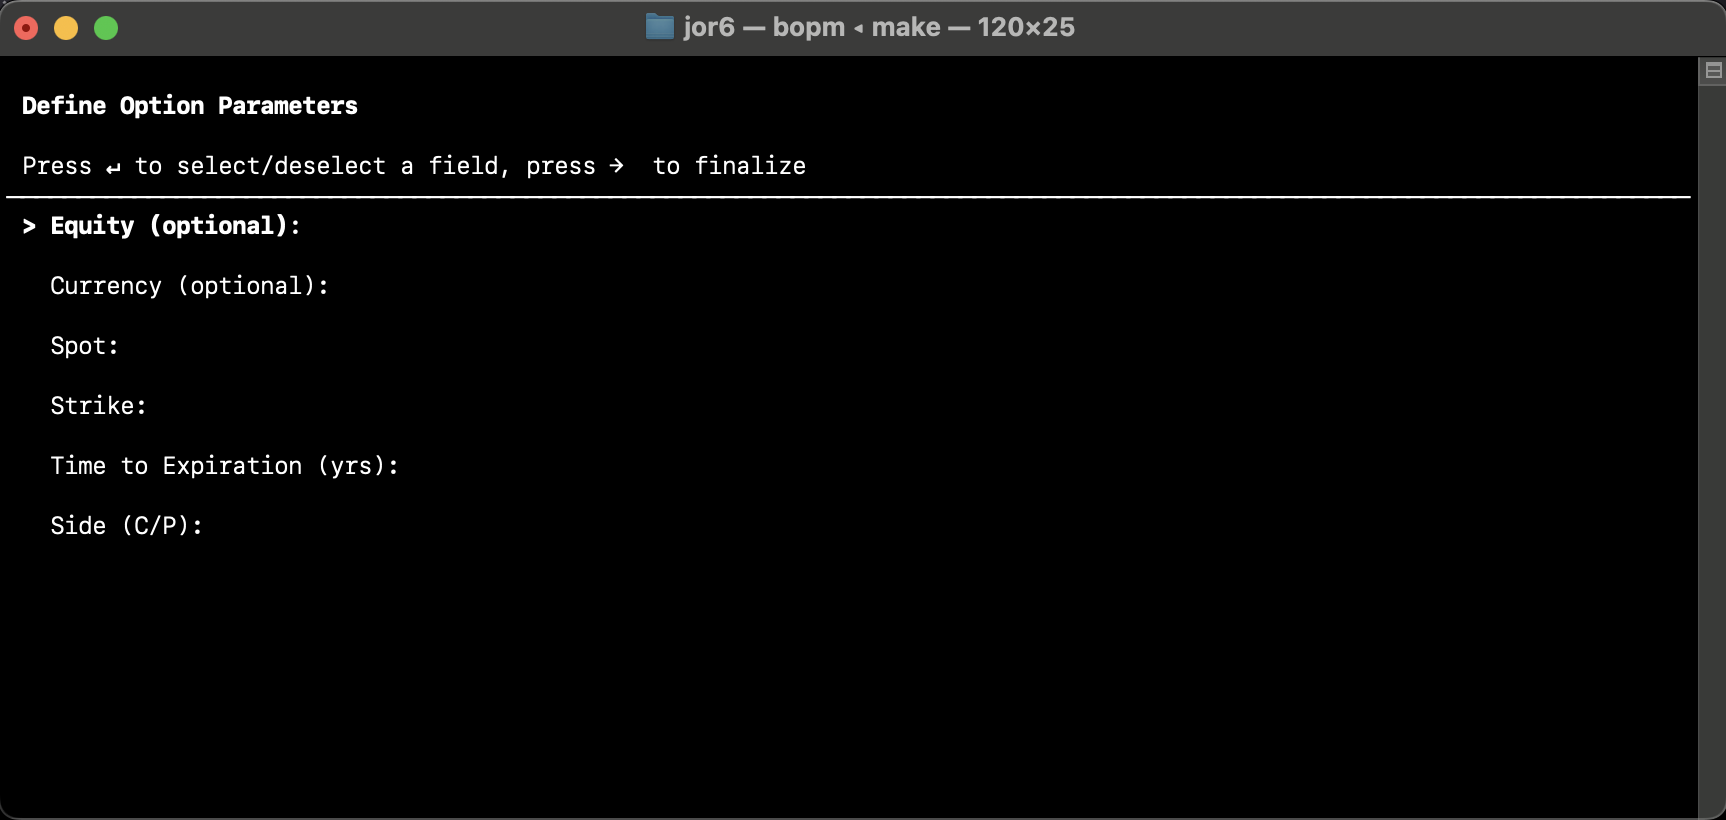 jor6 — bopm ◂ make — 120×25
Define Option Parameters
Press ↵ to select/deselect a field, press → to finalize
> Equity (optional):
Currency (optional):
Spot:
Strike:
Time to Expiration (yrs):
Side (C/P):